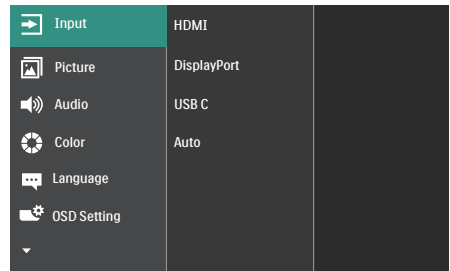 Input
HDMI
Picture
DisplayPort
Audio
USB C
Color
Auto
Language
OSD Setting